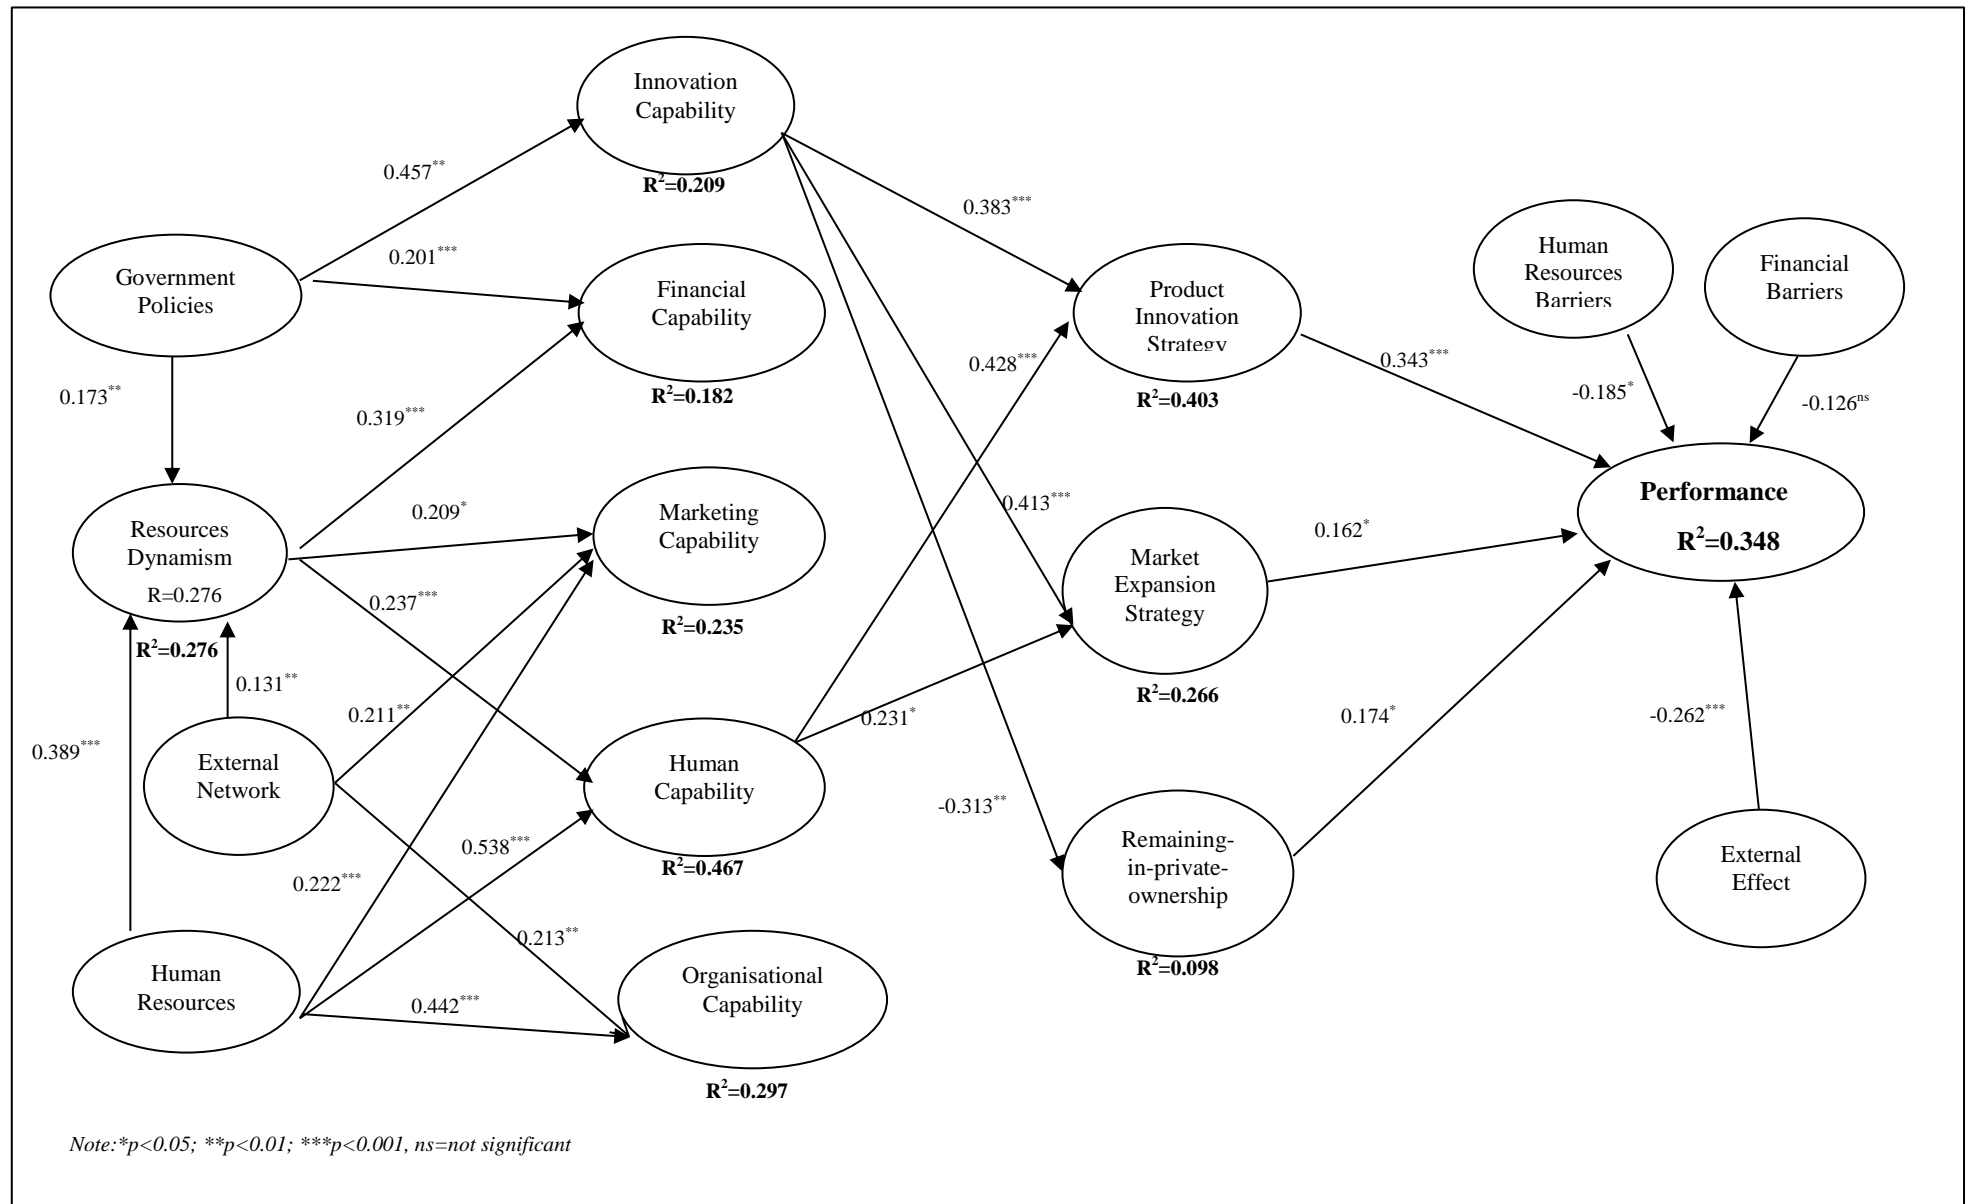 Innovation
Capability
R²=0.209
0.457**
0.383***
0.201***
Government
Policies
Financial
Capability
R²=0.182
Product
Innovation
Strategy
R²=0.403
Human
Resources
Barriers
Financial
Barriers
0.173**
0.319***
0.428***
0.343***
-0.185*
-0.126ns
Resources
Dynamism
R=0.276
R²=0.276
0.209*
Marketing
Capability
R²=0.235
0.413***
Market
Expansion
Strategy
R²=0.266
0.162*
Performance
R²=0.348
0.237***
0.131**
0.211**
0.389***
External
Network
Human
Capability
R²=0.467
0.231*
-0.313**
0.174*
-0.262***
0.538***
0.222***
0.213**
Remaining-
in-private-
ownership
R²=0.098
External
Effect
Human
Resources
0.442***
Organisational
Capability
R²=0.297
Note:*p<0.05; **p<0.01; ***p<0.001, ns=not significant